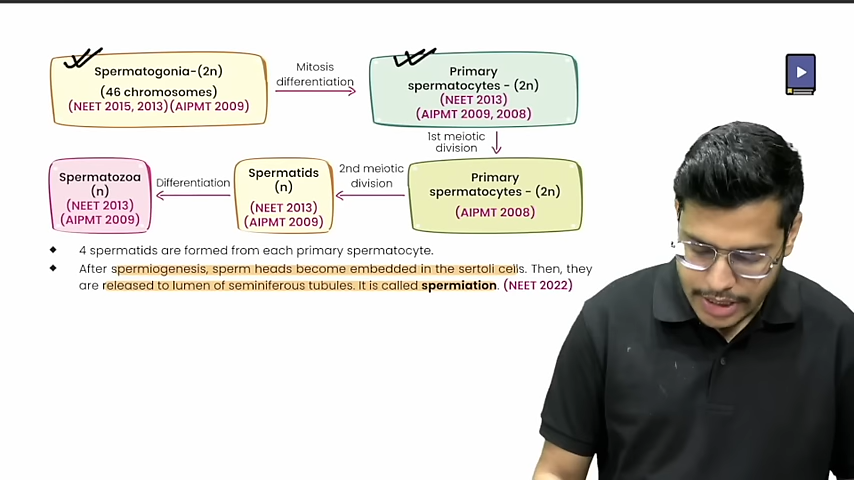 Spermatogonia-(2n)
(46 chromosomes)
(NEET 2015, 2013)(AIPMT 2009)
Mitosis
differentiation
Primary
spermatocytes - (2n)
(NEET 2013)
(AIPMT 2009, 2008)
1st meiotic
division
Primary
spermatocytes - (2n)
(AIPMT 2008)
2nd meiotic
division
Spermatids
(n)
(NEET 2013)
(AIPMT 2009)
Differentiation
Spermatozoa
(n)
(NEET 2013)
(AIPMT 2009)
4 spermatids are formed from each primary spermatocyte.
After spermiogenesis, sperm heads become embedded in the sertoli cells. Then, they
are released to lumen of seminiferous tubules. It is called spermiation. (NEET 2022)